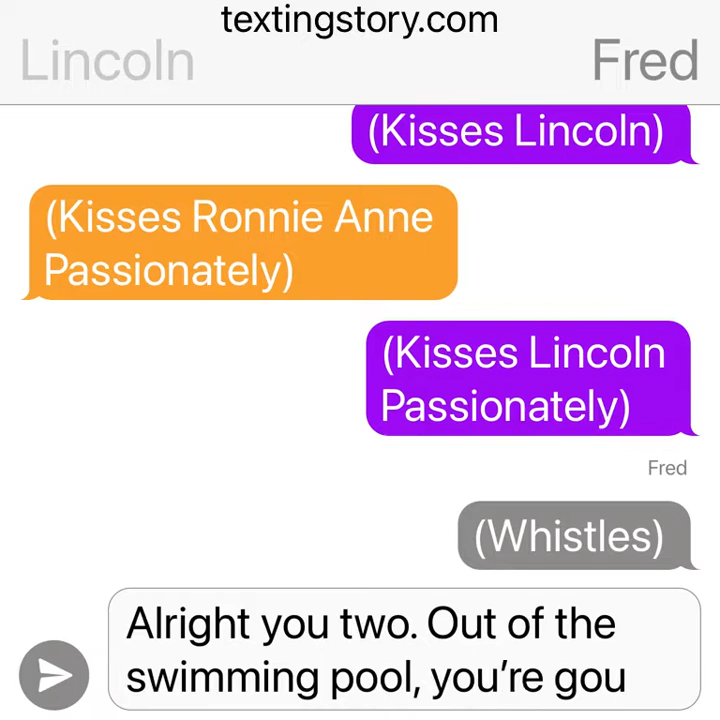 textingstory.com
Lincoln Fred
(Kisses Lincoln)
(Kisses Ronnie Anne
Passionately)
(Kisses Lincoln
Passionately)
Fred
(Whistles)
Alright you two. Out of the
swimming pool, you’re gou